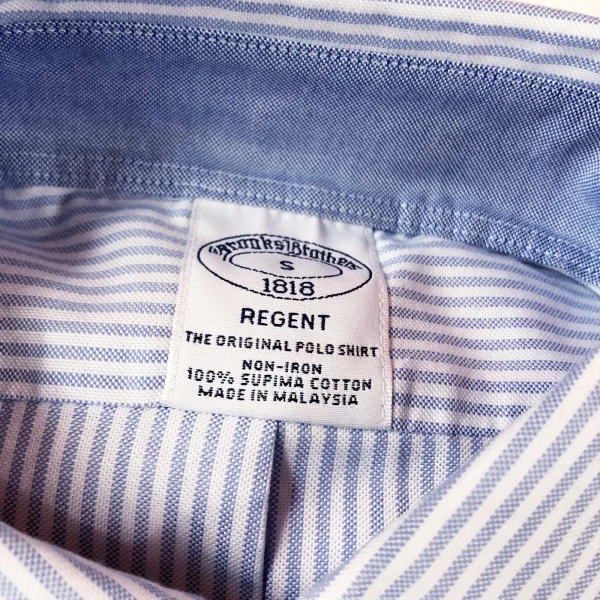 Brooks Brothers
S
1818
REGENT
THE ORIGINAL POLO SHIRT
NON-IRON
100% SUPIMA COTTON
MADE IN MALAYSIA